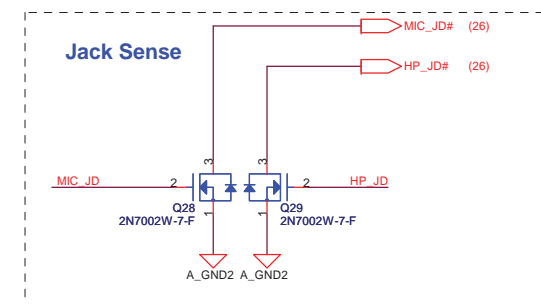 MIC_JD# (26)
Jack Sense
HP_JD# (26)
3 3
MIC_JD 2 2 HP_JD
Q28 Q29
2N7002W-7-F 2N7002W-7-F
1 1
A_GND2 A_GND2